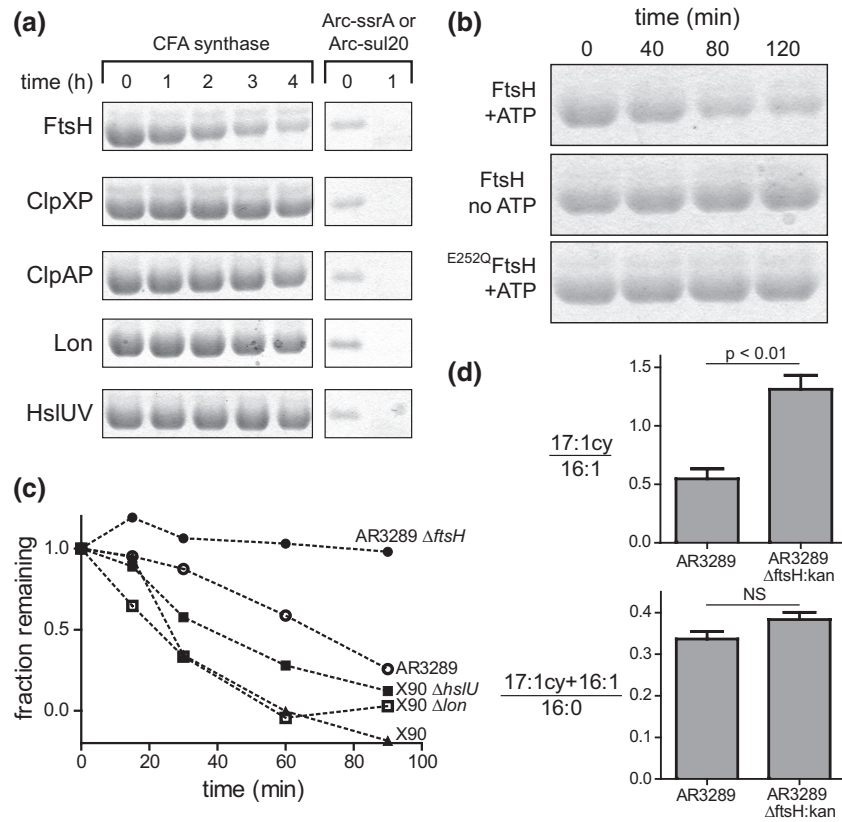 (a)
CFA synthase
Arc-ssrA or
Arc-sul20
time (h)
0 1 2 3 4
0 1
FtsH
ClpXP
ClpAP
Lon
HslUV
(b)
time (min)
0 40 80 120
FtsH
+ATP
FtsH
no ATP
E252QFtsH
+ATP
(c)
fraction remaining
1.0
0.5
0.0
0 20 40 60 80 100
time (min)
AR3289 ΔftsH
AR3289
X90 ΔhslU
X90 Δlon
X90
(d)
17:1cy
16:1
p < 0.01
1.5
1.0
0.5
0.0
AR3289
AR3289
ΔftsH:kan
17:1cy+16:1
16:0
NS
0.4
0.3
0.2
0.1
0.0
AR3289
AR3289
ΔftsH:kan